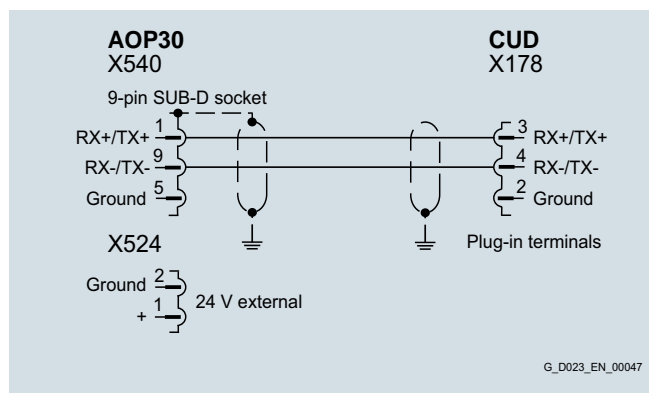 AOP30
X540
CUD
X178
9-pin SUB-D socket
RX+/TX+ 1
3 RX+/TX+
RX-/TX- 9
4 RX-/TX-
Ground 5
2 Ground
X524
Plug-in terminals
Ground 2
24 V external
+ 1
G_D023_EN_00047